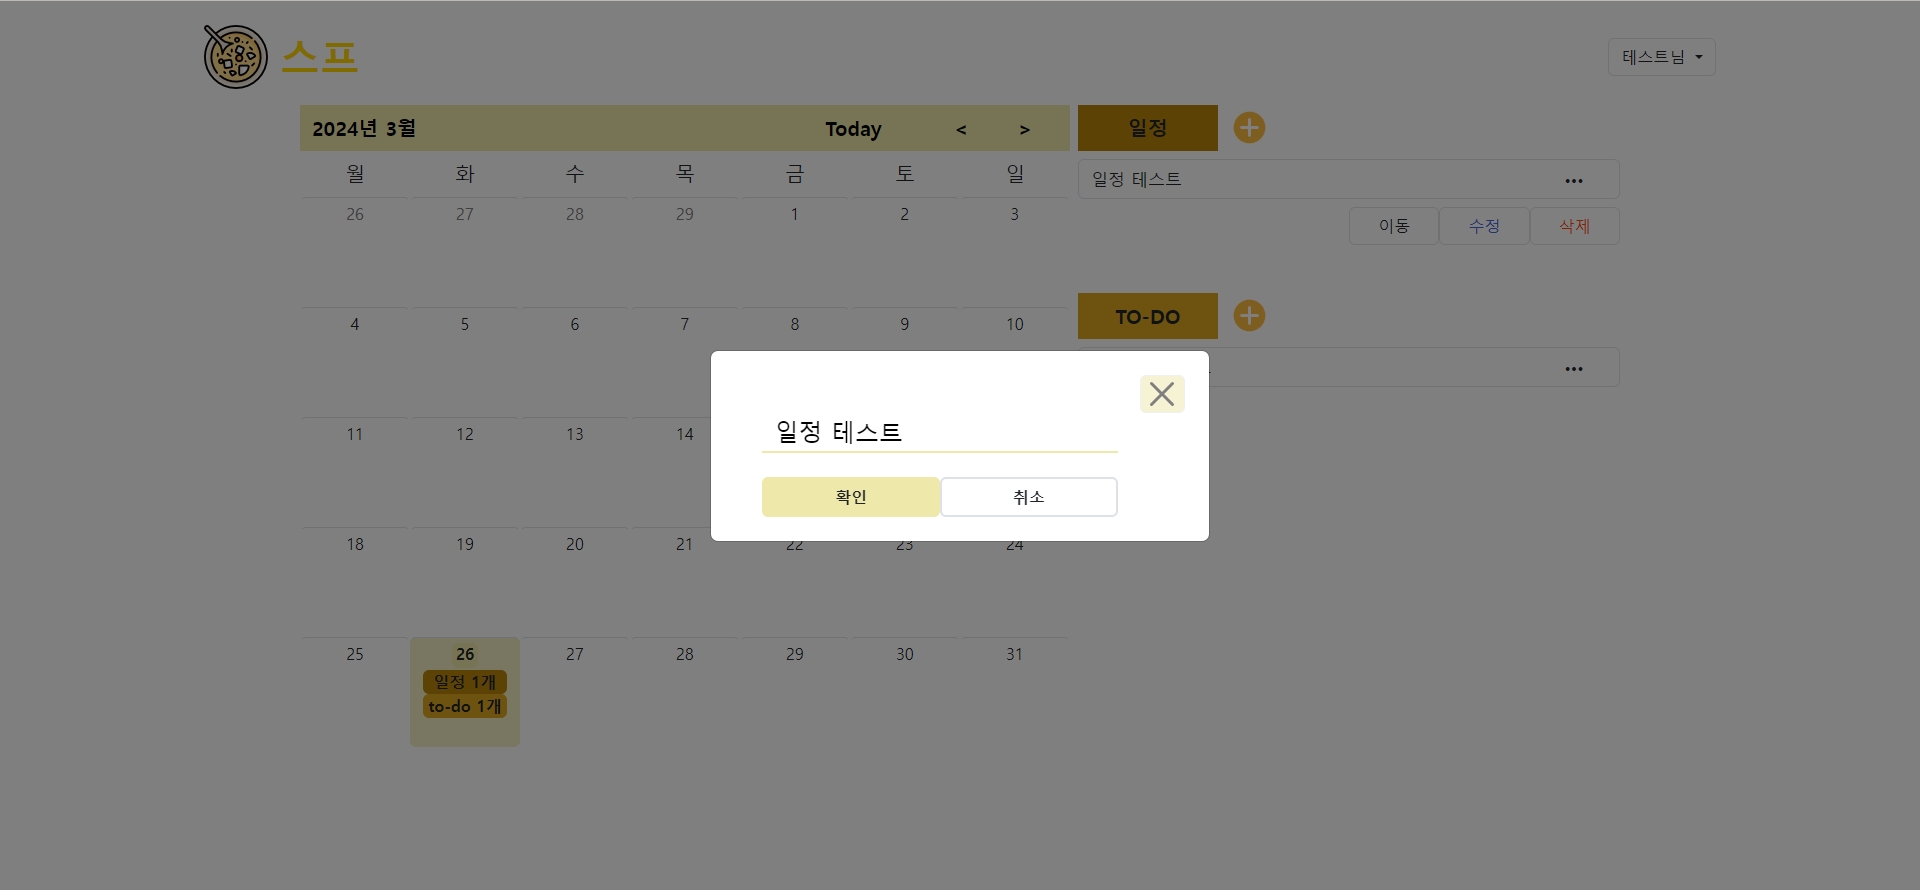 스프
테스트님
2024년 3월 Today < >
월 화 수 목 금 토 일
26 27 28 29 1 2 3
4 5 6 7 8 9 10
11 12 13 14
18 19 20 21 22 23 24
25 26 27 28 29 30 31
일정 1개
to-do 1개
일정
일정 테스트 •••
이동 수정 삭제
TO-DO
•••
일정 테스트
확인 취소